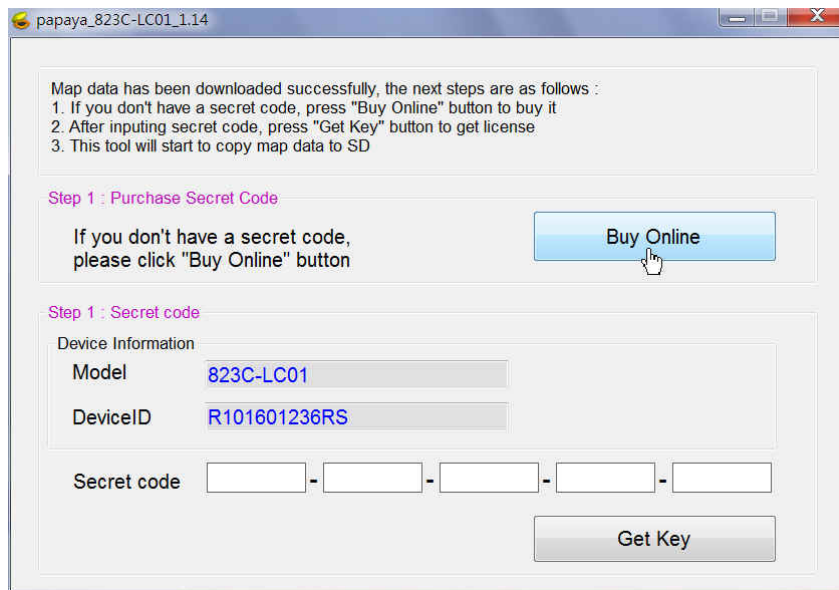 papaya_823C-LC01_1.14
Map data has been downloaded successfully, the next steps are as follows :
1. If you don't have a secret code, press "Buy Online" button to buy it
2. After inputing secret code, press "Get Key" button to get license
3. This tool will start to copy map data to SD
Step 1 : Purchase Secret Code
If you don't have a secret code,
please click "Buy Online" button
Buy Online
Step 1 : Secret code
Device Information
Model 823C-LC01
DeviceID R101601236RS
Secret code - - - -
Get Key